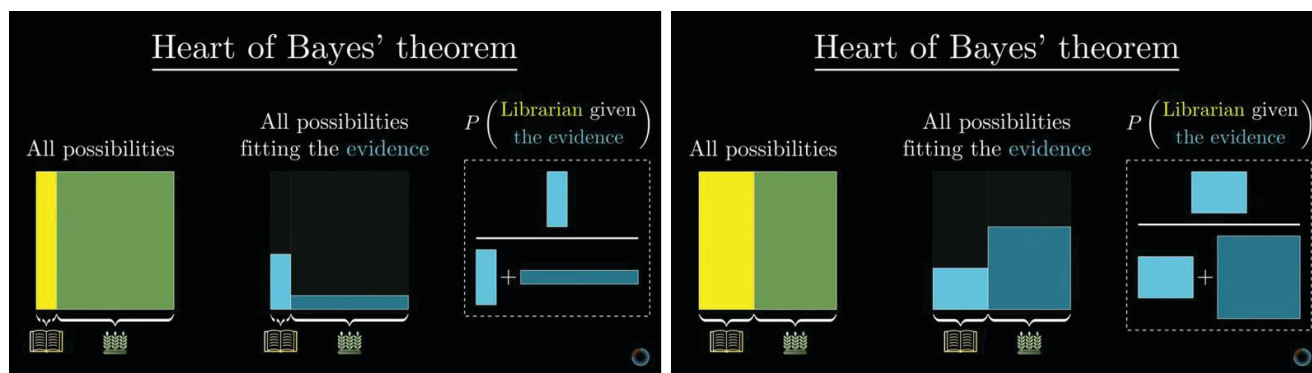 Heart of Bayes' theorem
All possibilities
All possibilities
fitting the evidence
P(Librarian given
the evidence)
+
Heart of Bayes' theorem
All possibilities
All possibilities
fitting the evidence
P(Librarian given
the evidence)
+